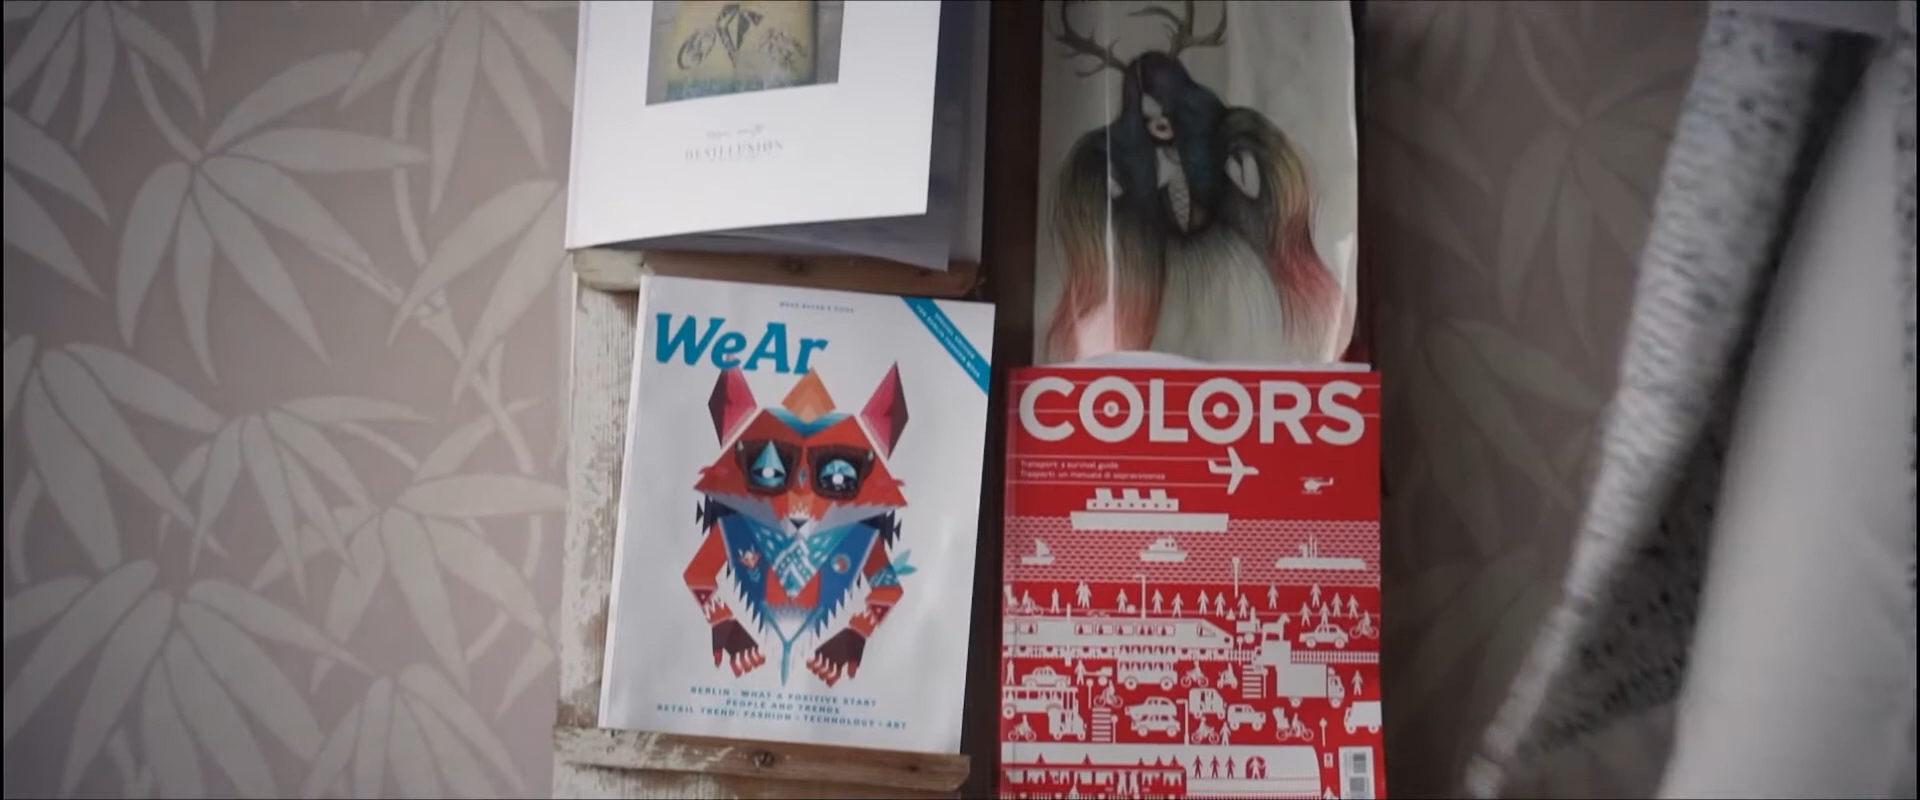 DESILLUSION
WeAr
BERLIN - WHAT A POSITIVE START
PEOPLE AND TRENDS
RETAIL TREND: FASHION - TECHNOLOGY - ART
COLORS
Transport: a survival guide
Trasporti: un manuale di sopravvivenza